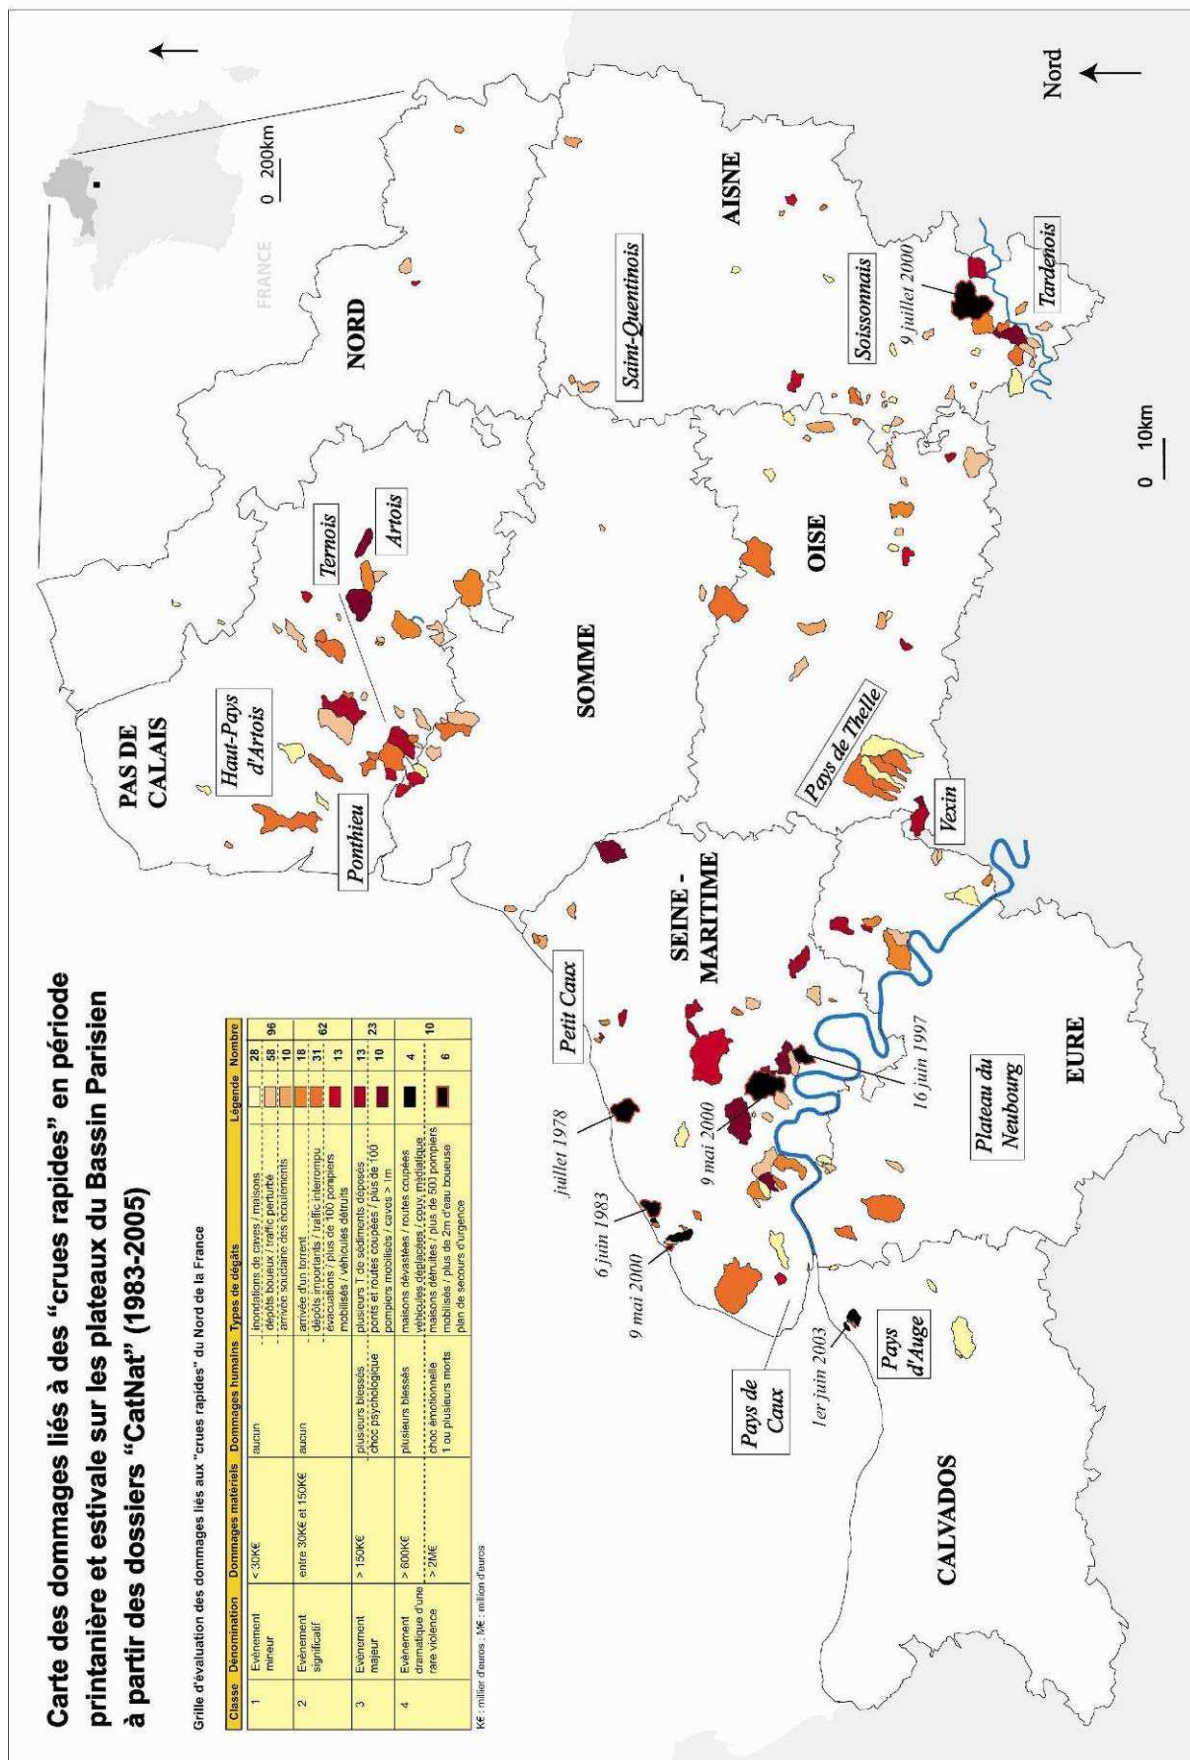 Carte des dommages liés à des “crues rapides” en période
printanière et estivale sur les plateaux du Bassin Parisien
à partir des dossiers “CatNat” (1983-2005)
Grille d'évaluation des dommages liés aux "crues rapides" du Nord de la France
Classe Dénomination Dommages matériels Dommages humains Types de dégâts Légende Nombre
1 Evènement mineur < 30K€ aucun
inondations de caves / maisons 28
dépôts boueux / traffic perturbé 58 96
arrivée soudaine des écoulements 10
2 Evènement significatif entre 30K€ et 150K€ aucun
arrivée d'un torrent 18
dépôts importants / traffic interrompu 31 62
évacuations / plus de 100 pompiers
mobilisés / véhicules détruits 13
3 Evènement majeur > 150K€ plusieurs blessés
choc psychologique
plusieurs T de sédiments déposés 13 23
ponts et routes coupées / plus de 100
pompiers mobilisés / caves > 1m 10
4 Evènement dramatique d'une rare violence
> 600K€ plusieurs blessés
maisons dévastées / routes coupées 4
véhicules déplacées / couv. médiatique
> 2M€ choc émotionnelle
1 ou plusieurs morts
maisons détruites / plus de 500 pompiers 10
mobilisés / plus de 2m d'eau boueuse 6
plan de secours d'urgence
K€ : millier d'euros ; M€ : million d'euros
FRANCE
0 200km
PAS DE
CALAIS
NORD
Haut-Pays
d'Artois
Ternois
Artois
Ponthieu
SOMME
Saint-Quentinois
AISNE
Petit Caux
SEINE -
MARITIME
OISE
Soissonnais
9 juillet 2000
Tardenois
Pays de Thelle
Vexin
juillet 1978
6 juin 1983
9 mai 2000
9 mai 2000
16 juin 1997
Pays de
Caux
1er juin 2003
Pays
d'Auge
Plateau du
Neubourg
EURE
CALVADOS
0 10km
Nord